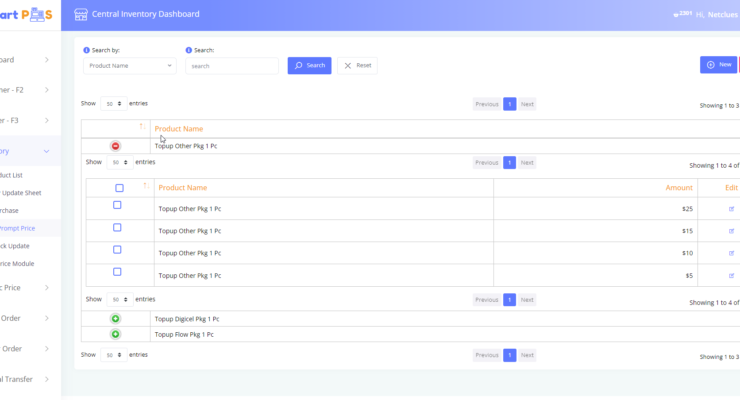 art POS
Central Inventory Dashboard
3301 Hi, Netclues
Search by:
Search:
Product Name
search
Search
Reset
New
Show 50 entries
Previous 1 Next
Showing 1 to 3
Product Name
Topup Other Pkg 1 Pc
Show 50 entries
Previous 1 Next
Showing 1 to 4 of
Product Name Amount Edit
Topup Other Pkg 1 Pc $25
Topup Other Pkg 1 Pc $15
Topup Other Pkg 1 Pc $10
Topup Other Pkg 1 Pc $5
Show 50 entries
Previous 1 Next
Showing 1 to 4 of
Topup Digicel Pkg 1 Pc
Topup Flow Pkg 1 Pc
Show 50 entries
Previous 1 Next
Showing 1 to 3
oard
ner - F2
er - F3
ory
duct List
Update Sheet
rchase
Prompt Price
ck Update
rice Module
c Price
Order
Order
al Transfer